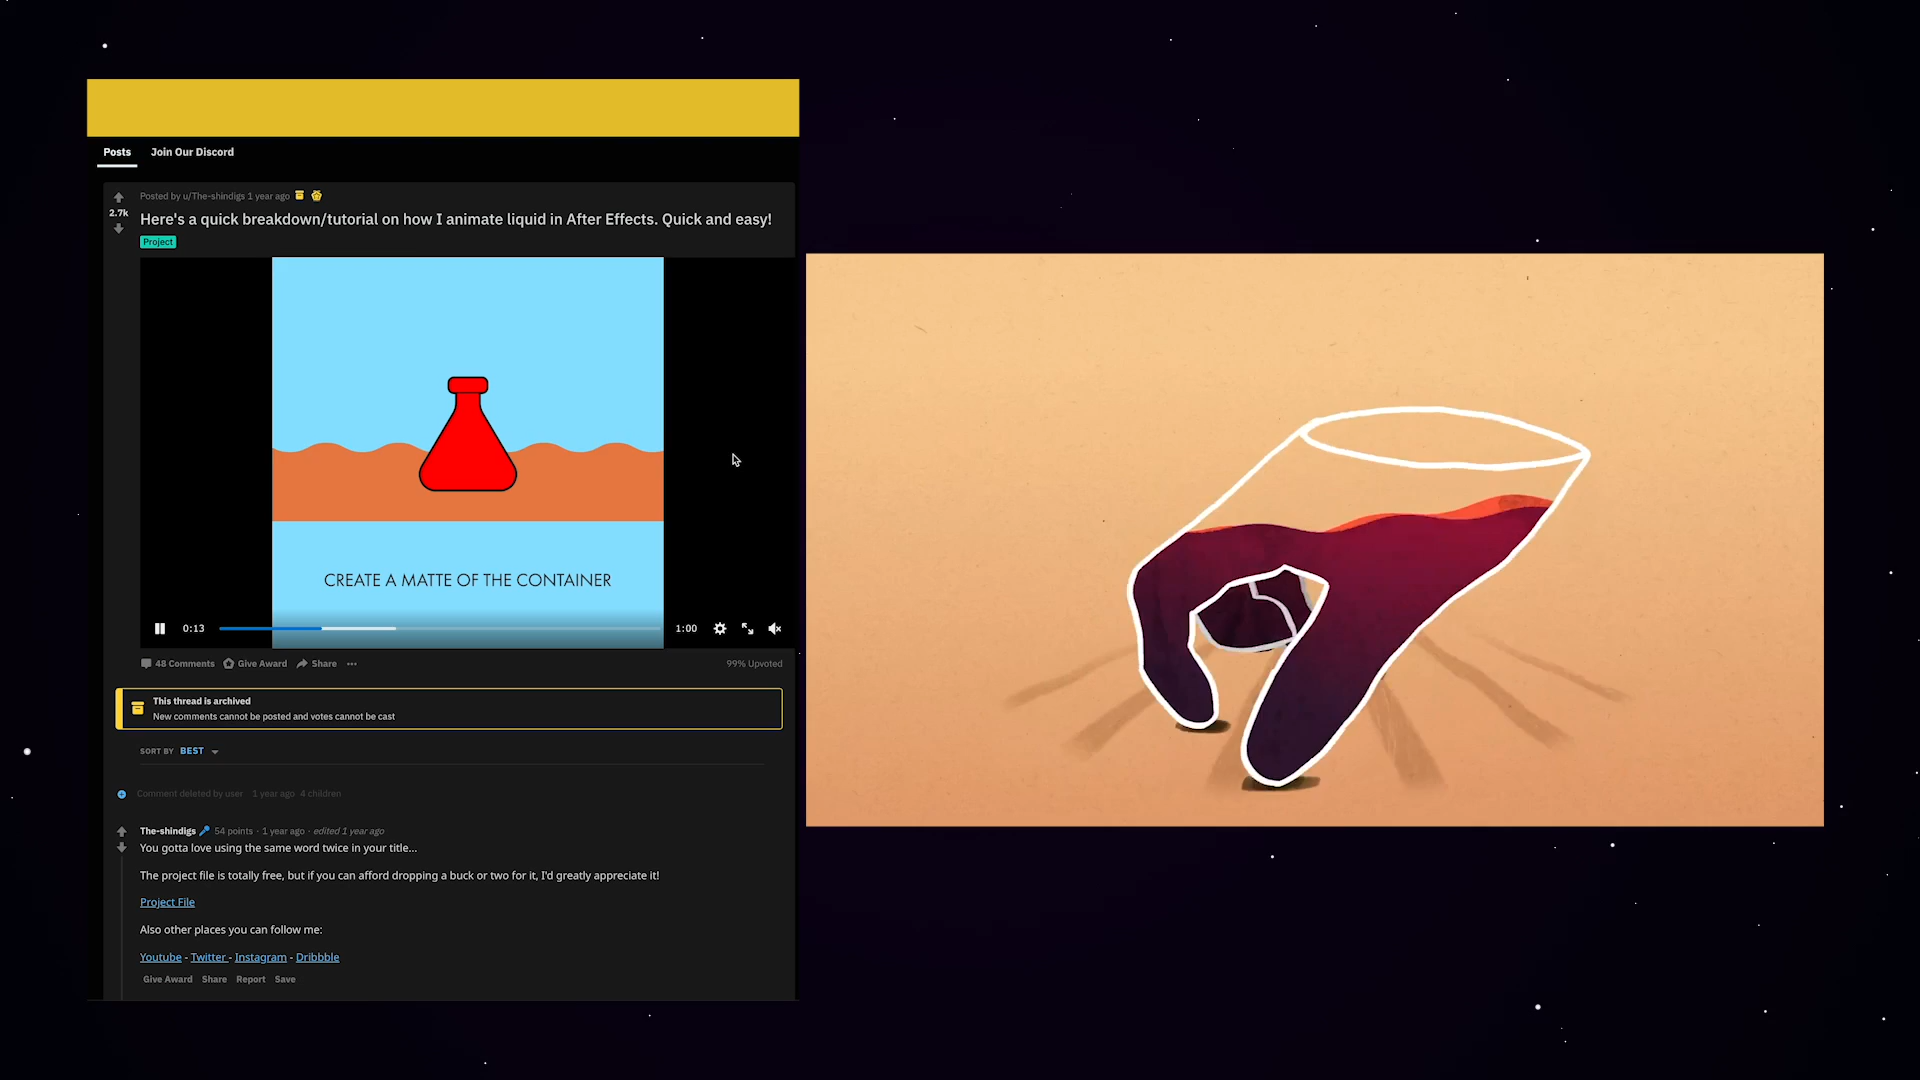 Posts Join Our Discord
Posted by u/The-shindigs 1 year ago
2.7k
Here's a quick breakdown/tutorial on how I animate liquid in After Effects. Quick and easy!
Project
CREATE A MATTE OF THE CONTAINER
0:13 1:00
48 Comments Give Award Share ••• 99% Upvoted
This thread is archived
New comments cannot be posted and votes cannot be cast
SORT BY BEST
Comment deleted by user 1 year ago 4 children
The-shindigs 54 points · 1 year ago · edited 1 year ago
You gotta love using the same word twice in your title...
The project file is totally free, but if you can afford dropping a buck or two for it, I'd greatly appreciate it!
Project File
Also other places you can follow me:
Youtube - Twitter - Instagram - Dribbble
Give Award Share Report Save